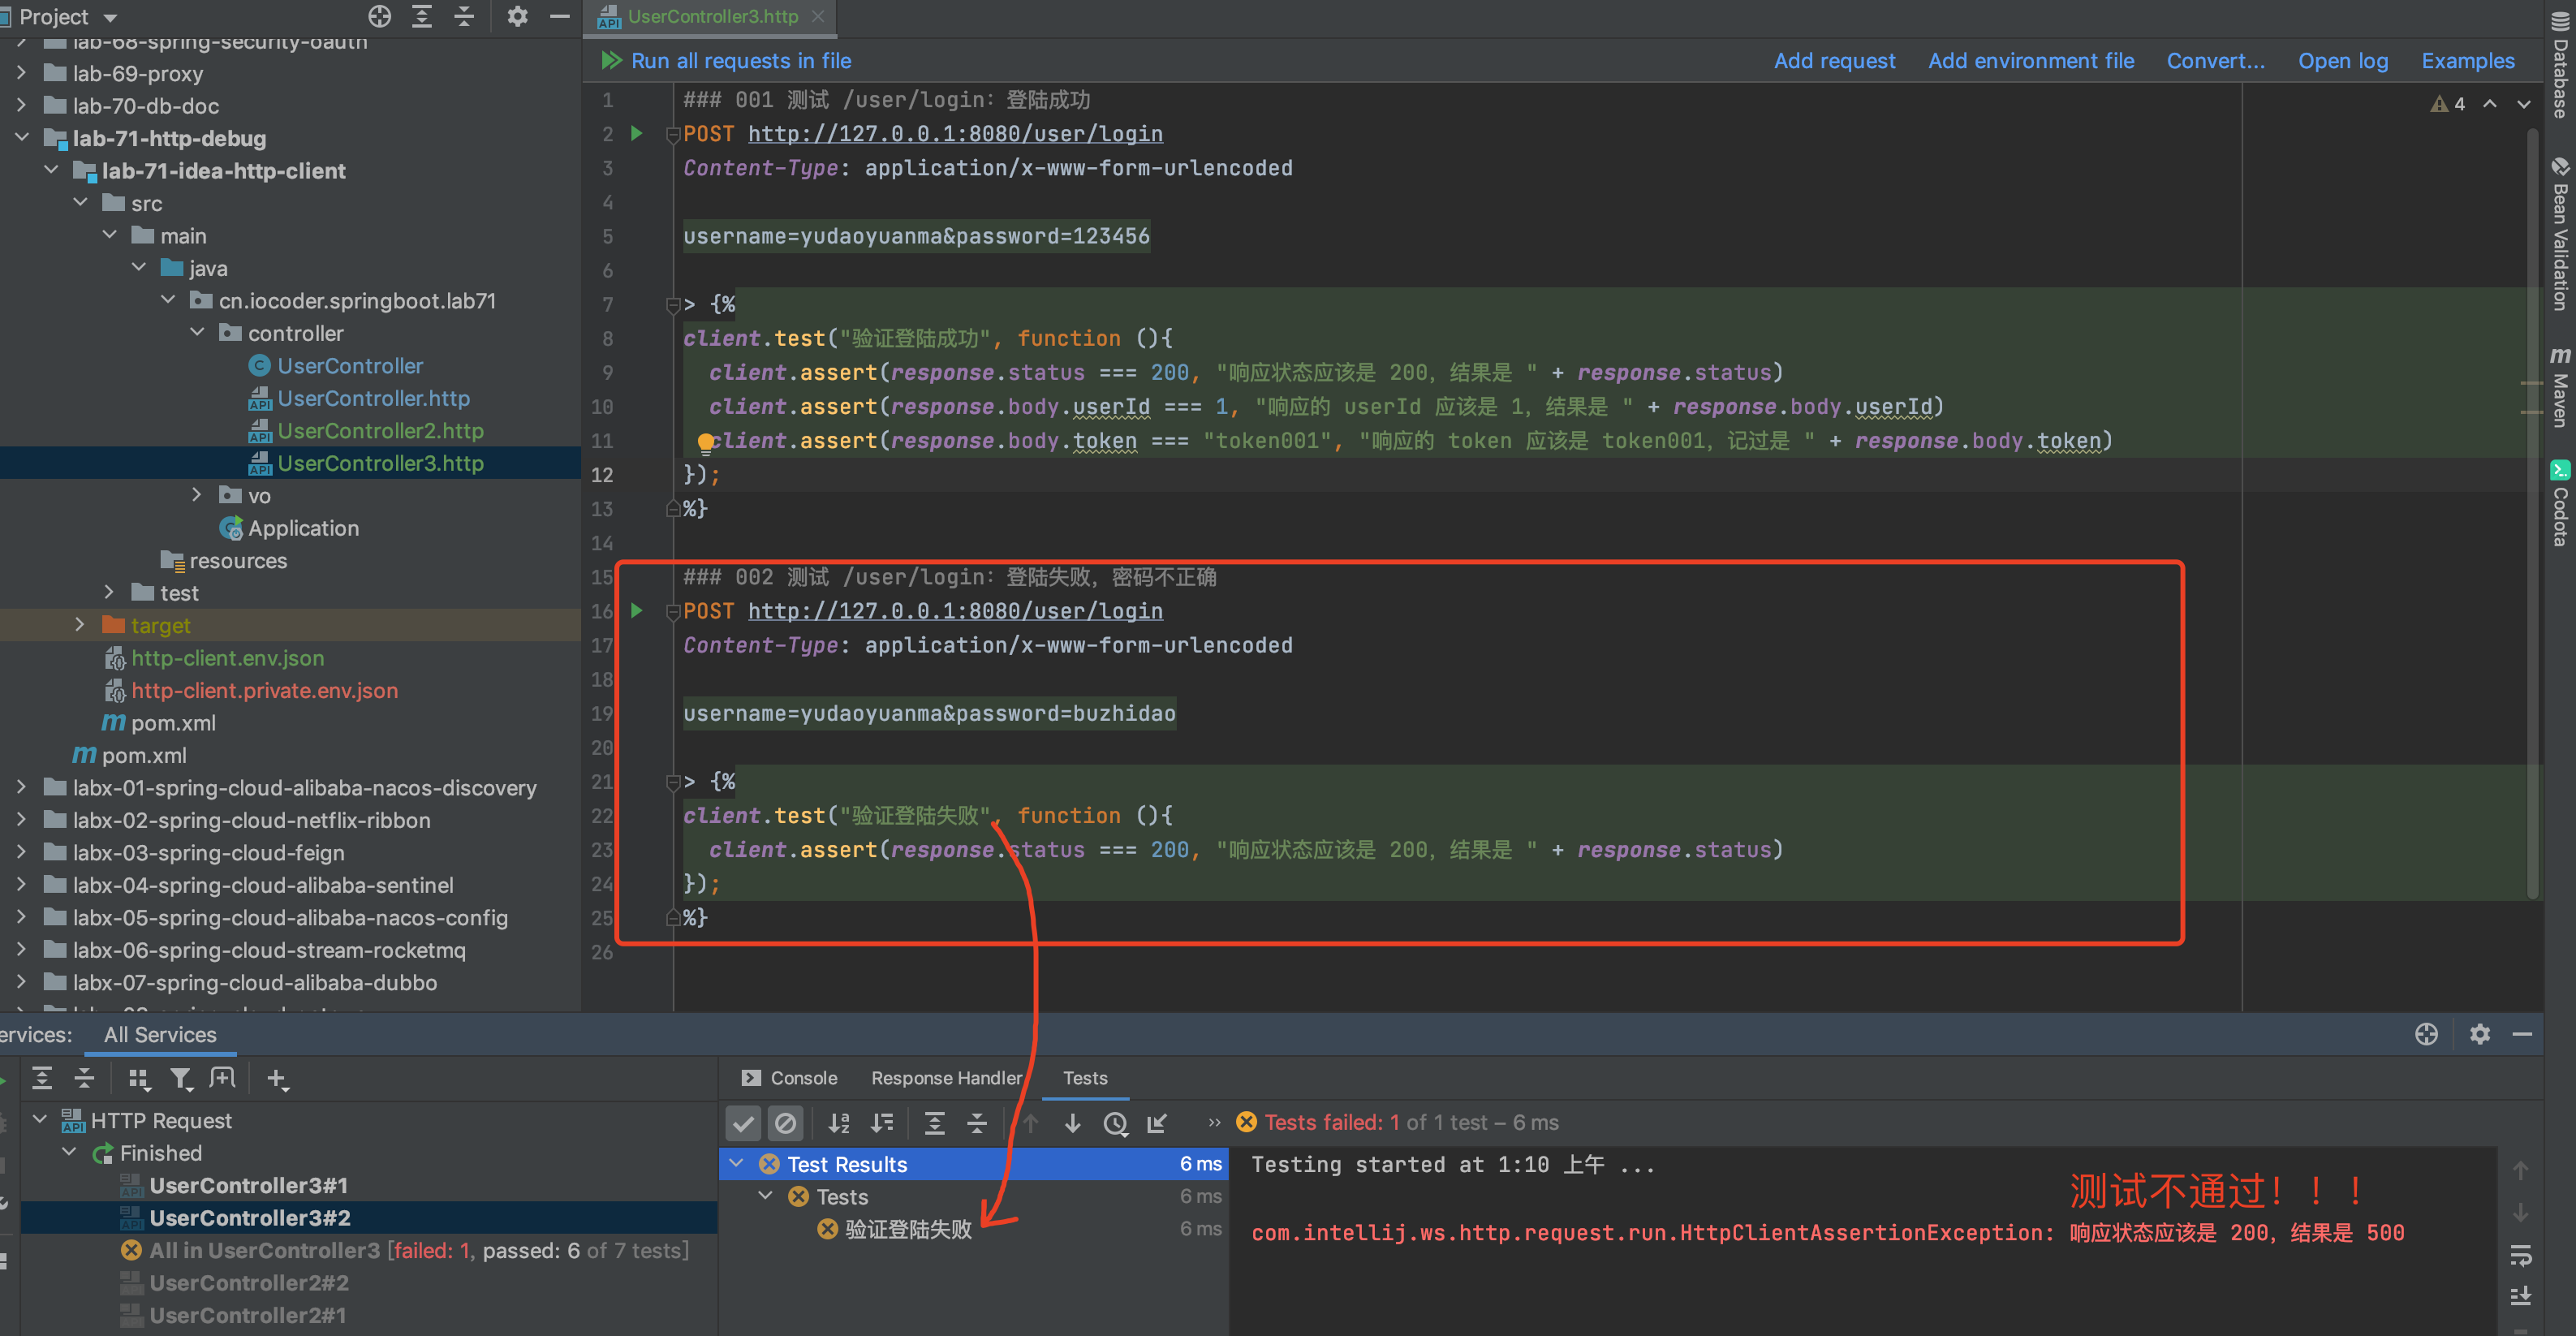 Project
UserController3.http
lab-68-spring-security-oauth
lab-69-proxy
lab-70-db-doc
lab-71-http-debug
lab-71-idea-http-client
src
main
java
cn.iocoder.springboot.lab71
controller
UserController
UserController.http
UserController2.http
UserController3.http
vo
Application
resources
test
target
http-client.env.json
http-client.private.env.json
pom.xml
pom.xml
labx-01-spring-cloud-alibaba-nacos-discovery
labx-02-spring-cloud-netflix-ribbon
labx-03-spring-cloud-feign
labx-04-spring-cloud-alibaba-sentinel
labx-05-spring-cloud-alibaba-nacos-config
labx-06-spring-cloud-stream-rocketmq
labx-07-spring-cloud-alibaba-dubbo
Run all requests in file
Add request Add environment file Convert... Open log Examples
4
1 ### 001 测试 /user/login：登陆成功
2 POST http://127.0.0.1:8080/user/login
3 Content-Type: application/x-www-form-urlencoded
4
5 username=yudaoyuanma&password=123456
6
7 > {%
8 client.test("验证登陆成功", function (){
9 client.assert(response.status === 200, "响应状态应该是 200，结果是 " + response.status)
10 client.assert(response.body.userId === 1, "响应的 userId 应该是 1，结果是 " + response.body.userId)
11 client.assert(response.body.token === "token001", "响应的 token 应该是 token001，记过是 " + response.body.token)
12 });
13 %}
14
15 ### 002 测试 /user/login：登陆失败，密码不正确
16 POST http://127.0.0.1:8080/user/login
17 Content-Type: application/x-www-form-urlencoded
18
19 username=yudaoyuanma&password=buzhidao
20
21 > {%
22 client.test("验证登陆失败", function (){
23 client.assert(response.status === 200, "响应状态应该是 200，结果是 " + response.status)
24 });
25 %}
26
Database
Bean Validation
Maven
Codota
ervices: All Services
HTTP Request
Finished
UserController3#1
UserController3#2
All in UserController3 [failed: 1, passed: 6 of 7 tests]
UserController2#2
UserController2#1
Console Response Handler Tests
Tests failed: 1 of 1 test – 6 ms
Test Results 6 ms
Tests 6 ms
验证登陆失败 6 ms
Testing started at 1:10 上午 ...
测试不通过！！！
com.intellij.ws.http.request.run.HttpClientAssertionException: 响应状态应该是 200，结果是 500